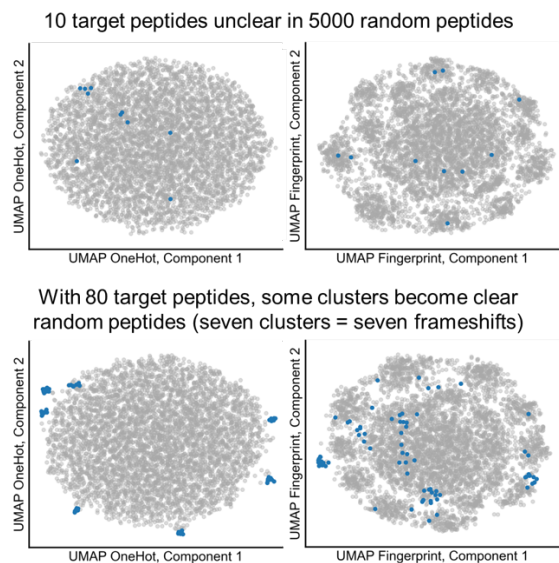 10 target peptides unclear in 5000 random peptides
UMAP OneHot, Component 2
UMAP OneHot, Component 1
UMAP Fingerprint, Component 2
UMAP Fingerprint, Component 1
With 80 target peptides, some clusters become clear
random peptides (seven clusters = seven frameshifts)
UMAP OneHot, Component 2
UMAP OneHot, Component 1
UMAP Fingerprint, Component 2
UMAP Fingerprint, Component 1